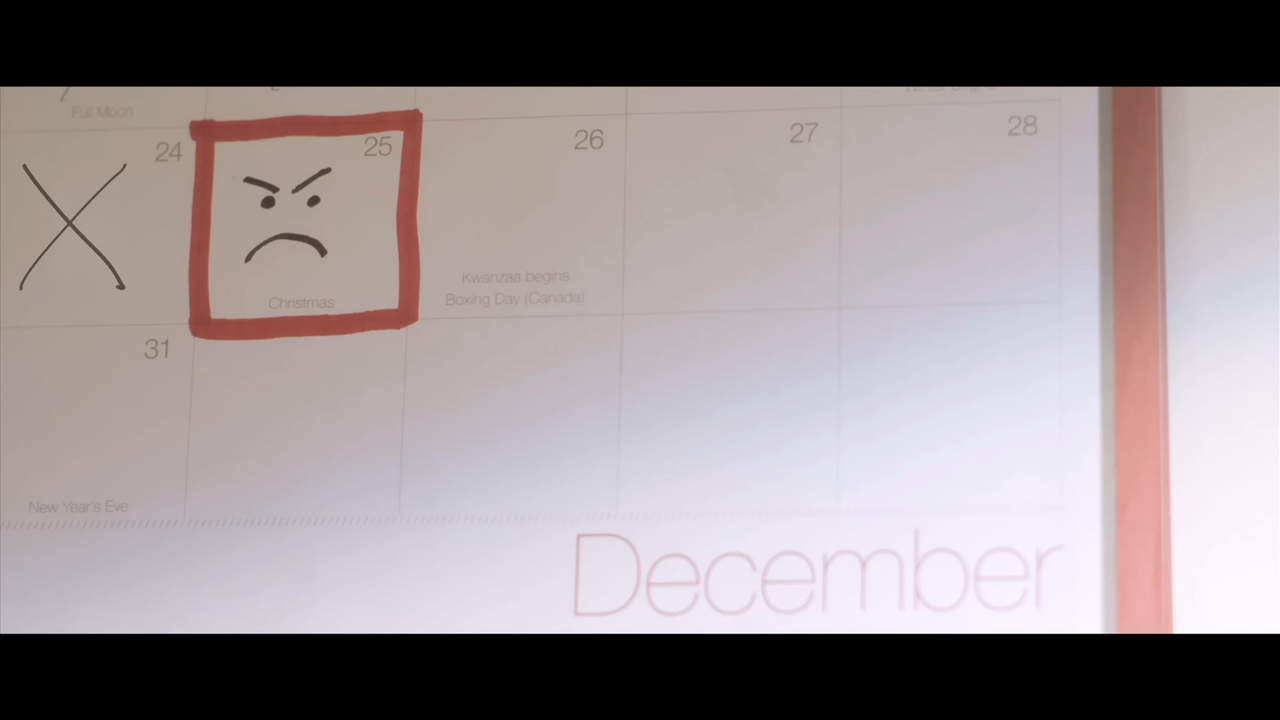 Full Moon
24
25
26
27
28
Christmas
Kwanzaa begins
Boxing Day (Canada)
31
New Year's Eve
December